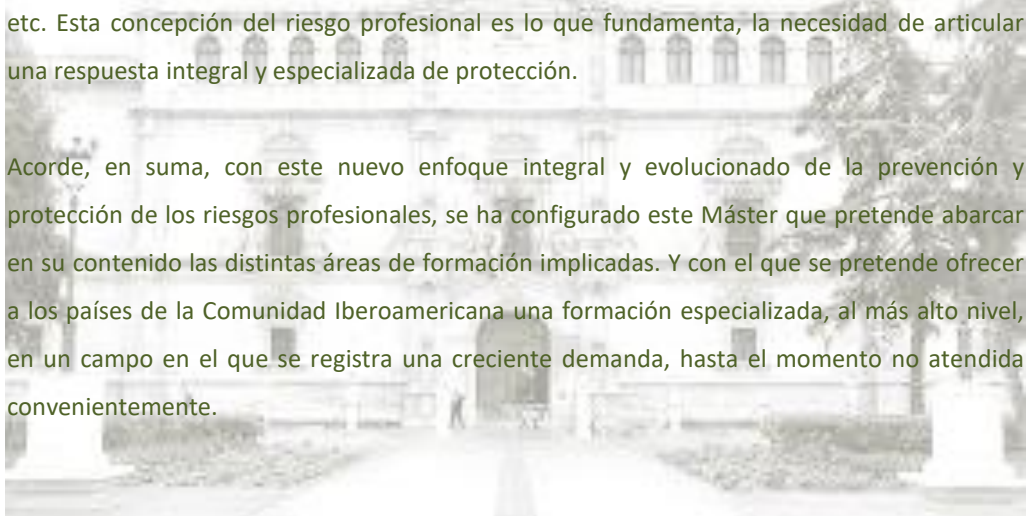 etc. Esta concepción del riesgo profesional es lo que fundamenta, la necesidad de articular
una respuesta integral y especializada de protección.
Acorde, en suma, con este nuevo enfoque integral y evolucionado de la prevención y
protección de los riesgos profesionales, se ha configurado este Máster que pretende abarcar
en su contenido las distintas áreas de formación implicadas. Y con el que se pretende ofrecer
a los países de la Comunidad Iberoamericana una formación especializada, al más alto nivel,
en un campo en el que se registra una creciente demanda, hasta el momento no atendida
convenientemente.